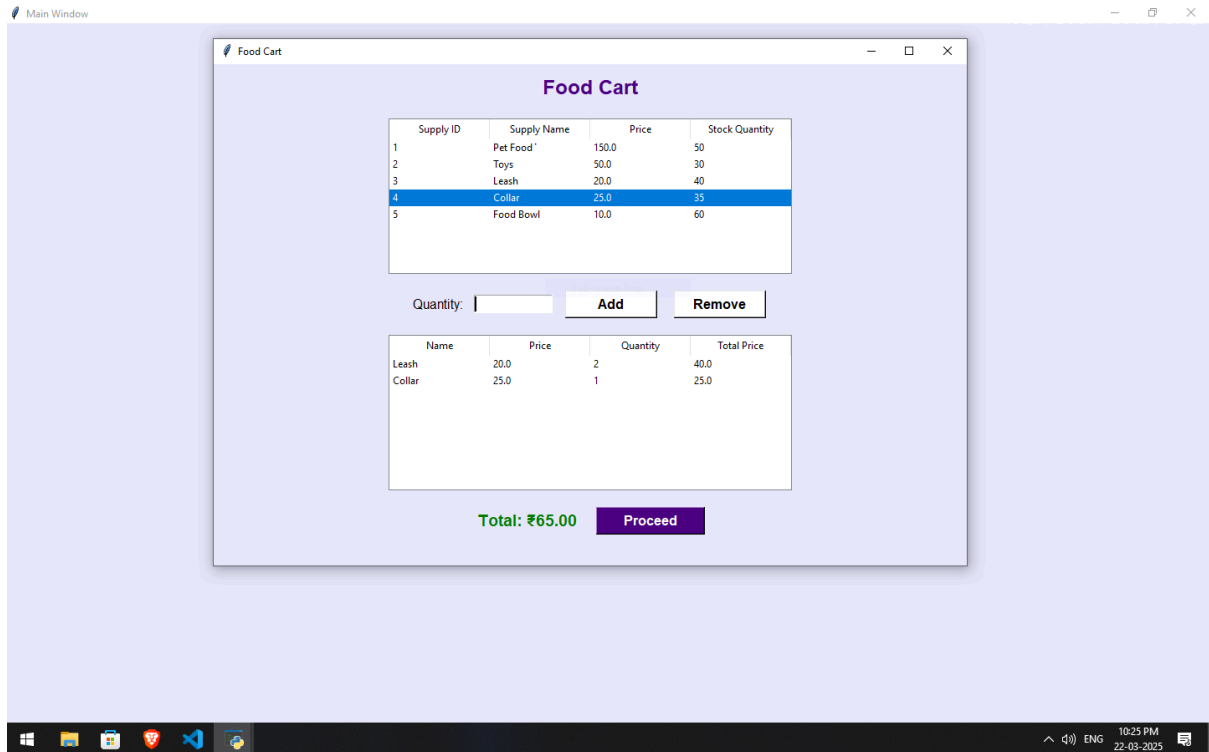 Main Window
Food Cart
Food Cart
Supply ID Supply Name Price Stock Quantity
1 Pet Food ' 150.0 50
2 Toys 50.0 30
3 Leash 20.0 40
4 Collar 25.0 35
5 Food Bowl 10.0 60
Quantity: Add Remove
Name Price Quantity Total Price
Leash 20.0 2 40.0
Collar 25.0 1 25.0
Total: ₹65.00 Proceed
ENG 10:25 PM
22-03-2025